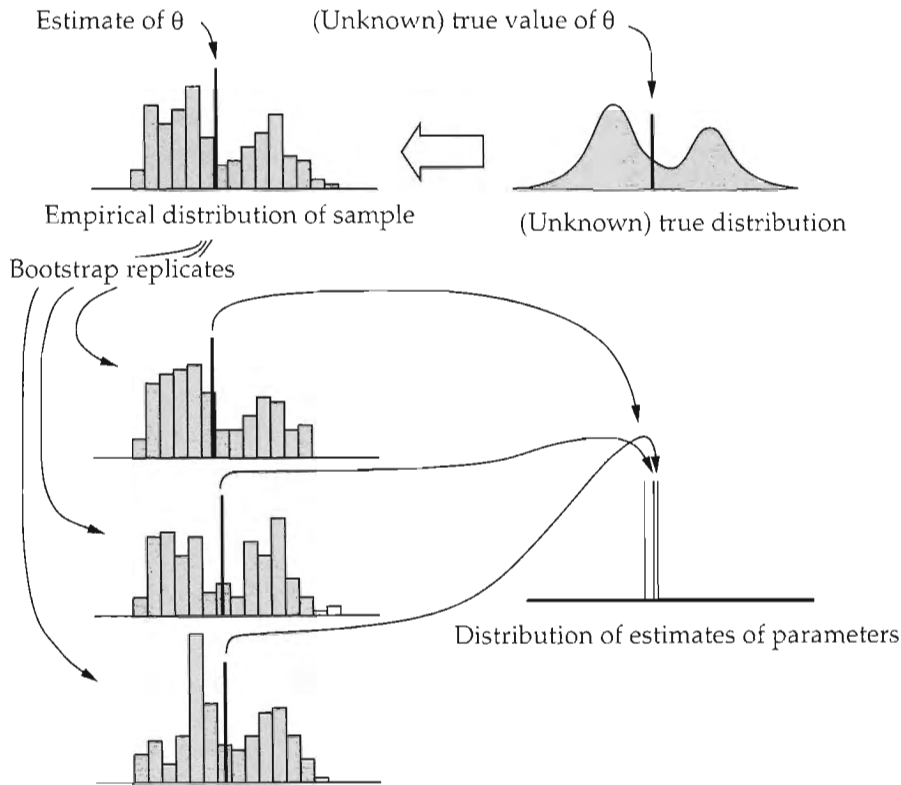 Estimate of θ
(Unknown) true value of θ
Empirical distribution of sample
(Unknown) true distribution
Bootstrap replicates
Distribution of estimates of parameters